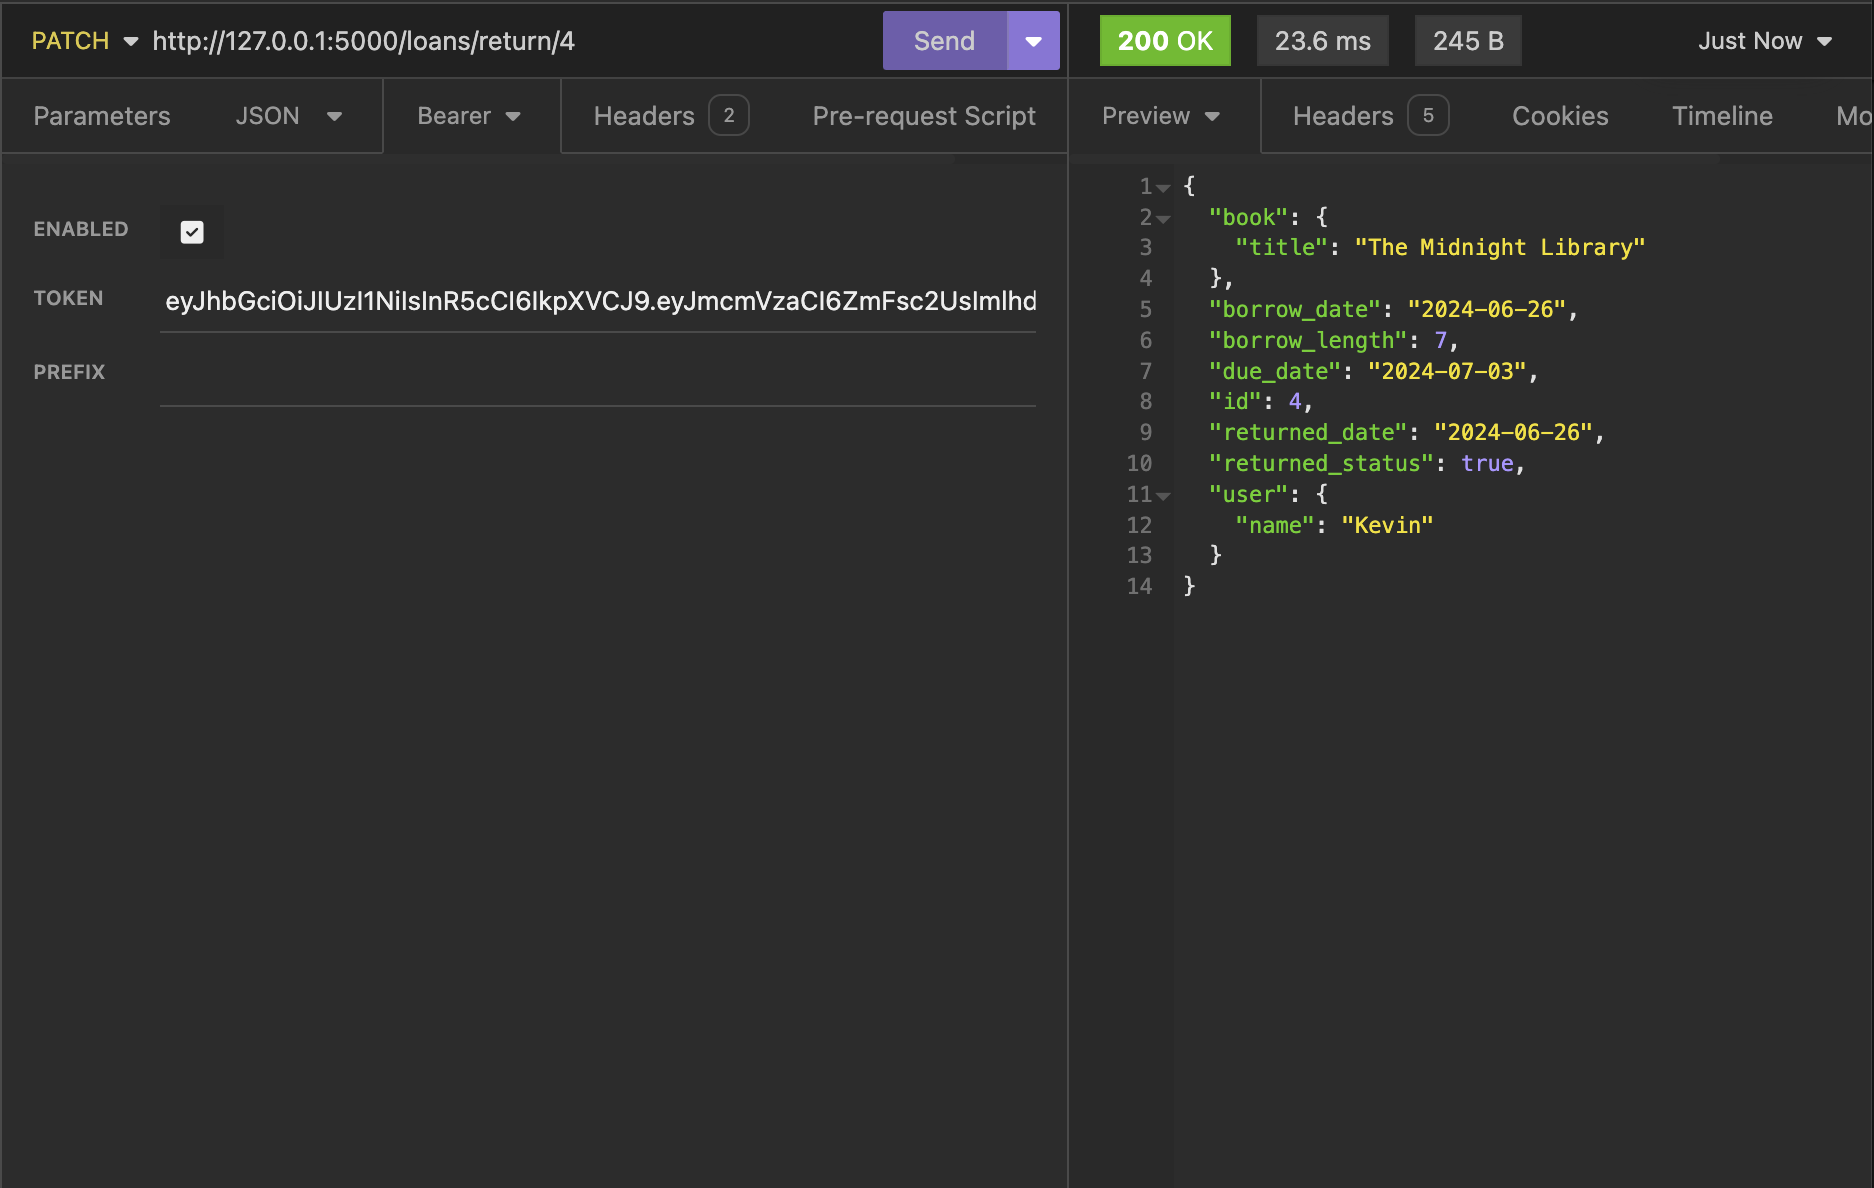 PATCH http://127.0.0.1:5000/loans/return/4 Send
200 OK 23.6 ms 245 B Just Now
Parameters JSON Bearer Headers 2 Pre-request Script
Preview Headers 5 Cookies Timeline Mo
ENABLED
TOKEN eyJhbGciOiJIUzI1NiIsInR5cCI6IkpXVCJ9.eyJmcmVzaCI6ZmFsc2UsImlhd
PREFIX
1 {
2 "book": {
3 "title": "The Midnight Library"
4 },
5 "borrow_date": "2024-06-26",
6 "borrow_length": 7,
7 "due_date": "2024-07-03",
8 "id": 4,
9 "returned_date": "2024-06-26",
10 "returned_status": true,
11 "user": {
12 "name": "Kevin"
13 }
14 }